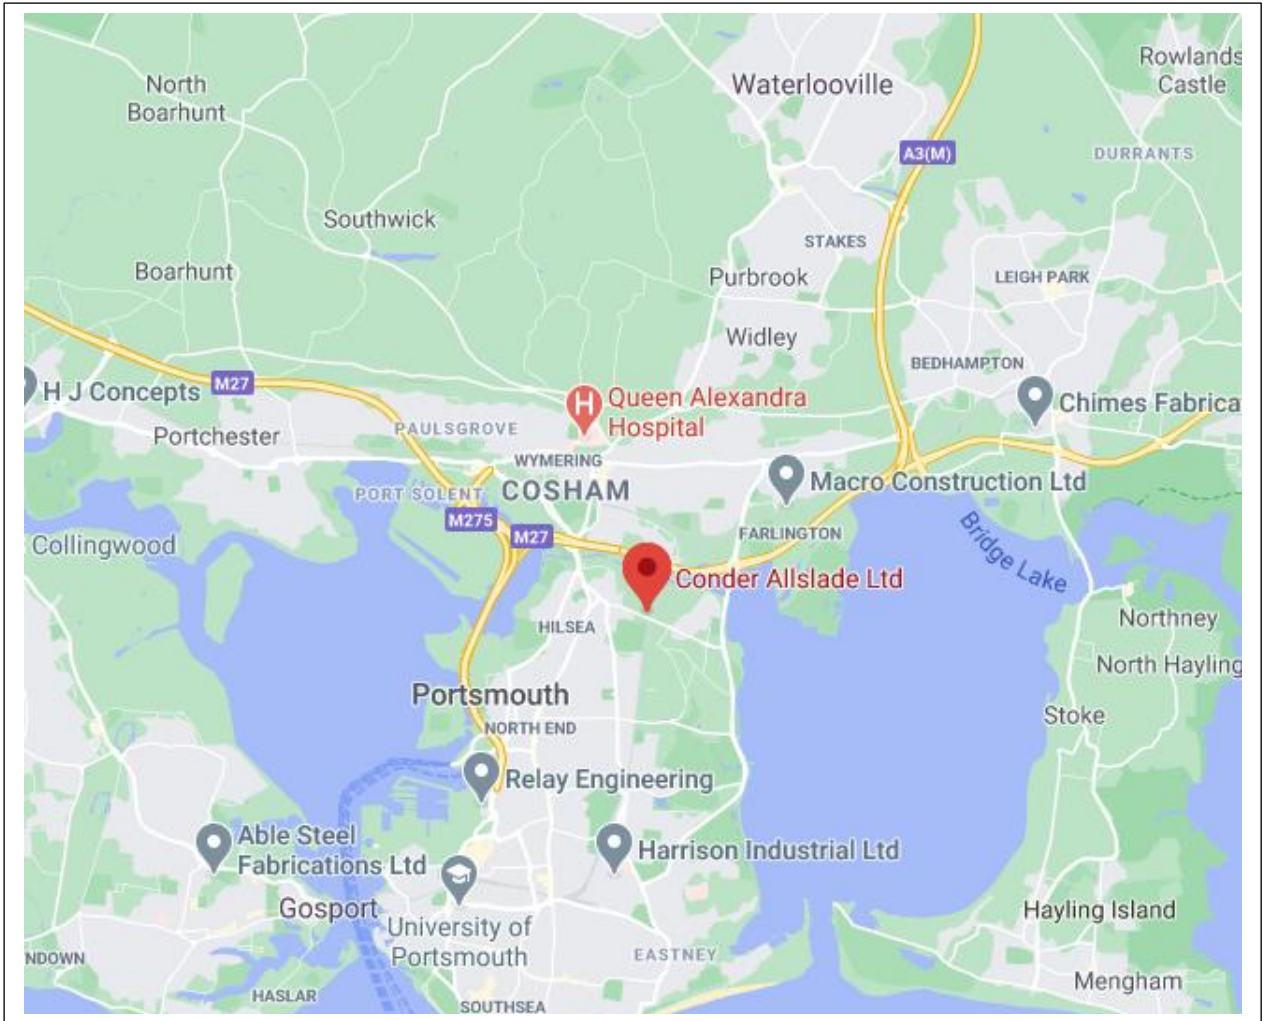 Rowlands
Castle
North
Boarhunt
Waterlooville
A3(M)
DURRANTS
Southwick
STAKES
Boarhunt
Purbrook
LEIGH PARK
Widley
BEDHAMPTON
M27
H J Concepts
Queen Alexandra
Hospital
Chimes Fabrica
Portchester
PAULSGROVE
WYMERING
COSHAM
PORT SOLENT
Macro Construction Ltd
M275
M27
FARLINGTON
Bridge Lake
Collingwood
Conder Allslade Ltd
HILSEA
Northney
North Hayling
Portsmouth
NORTH END
Stoke
Relay Engineering
Able Steel
Fabrications Ltd
Harrison Industrial Ltd
Gosport
University of
Portsmouth
Hayling Island
NDOWN
EASTNEY
Mengham
HASLAR
SOUTHSEA